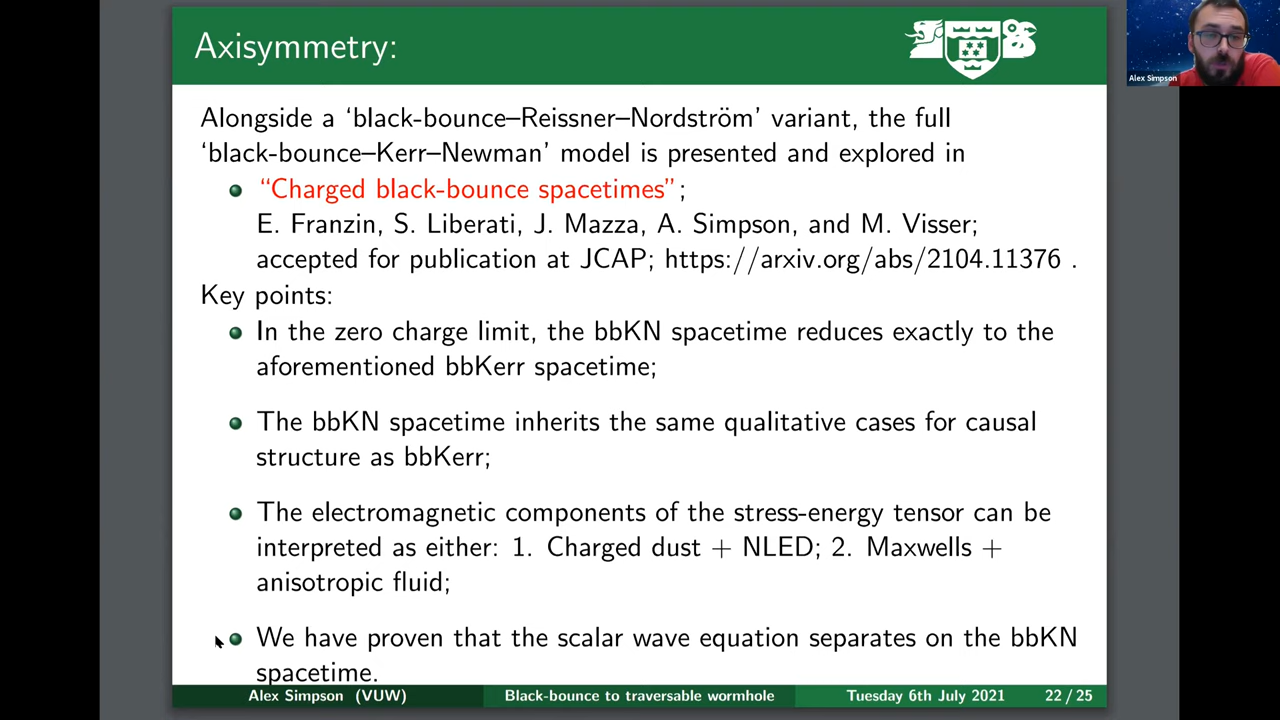 Axisymmetry:
Alex Simpson
Alongside a ‘black-bounce–Reissner–Nordström’ variant, the full
‘black-bounce–Kerr–Newman’ model is presented and explored in
“Charged black-bounce spacetimes”;
E. Franzin, S. Liberati, J. Mazza, A. Simpson, and M. Visser;
accepted for publication at JCAP; https://arxiv.org/abs/2104.11376 .
Key points:
In the zero charge limit, the bbKN spacetime reduces exactly to the
aforementioned bbKerr spacetime;
The bbKN spacetime inherits the same qualitative cases for causal
structure as bbKerr;
The electromagnetic components of the stress-energy tensor can be
interpreted as either: 1. Charged dust + NLED; 2. Maxwells +
anisotropic fluid;
We have proven that the scalar wave equation separates on the bbKN
spacetime.
Alex Simpson (VUW) Black-bounce to traversable wormhole Tuesday 6th July 2021 22 / 25